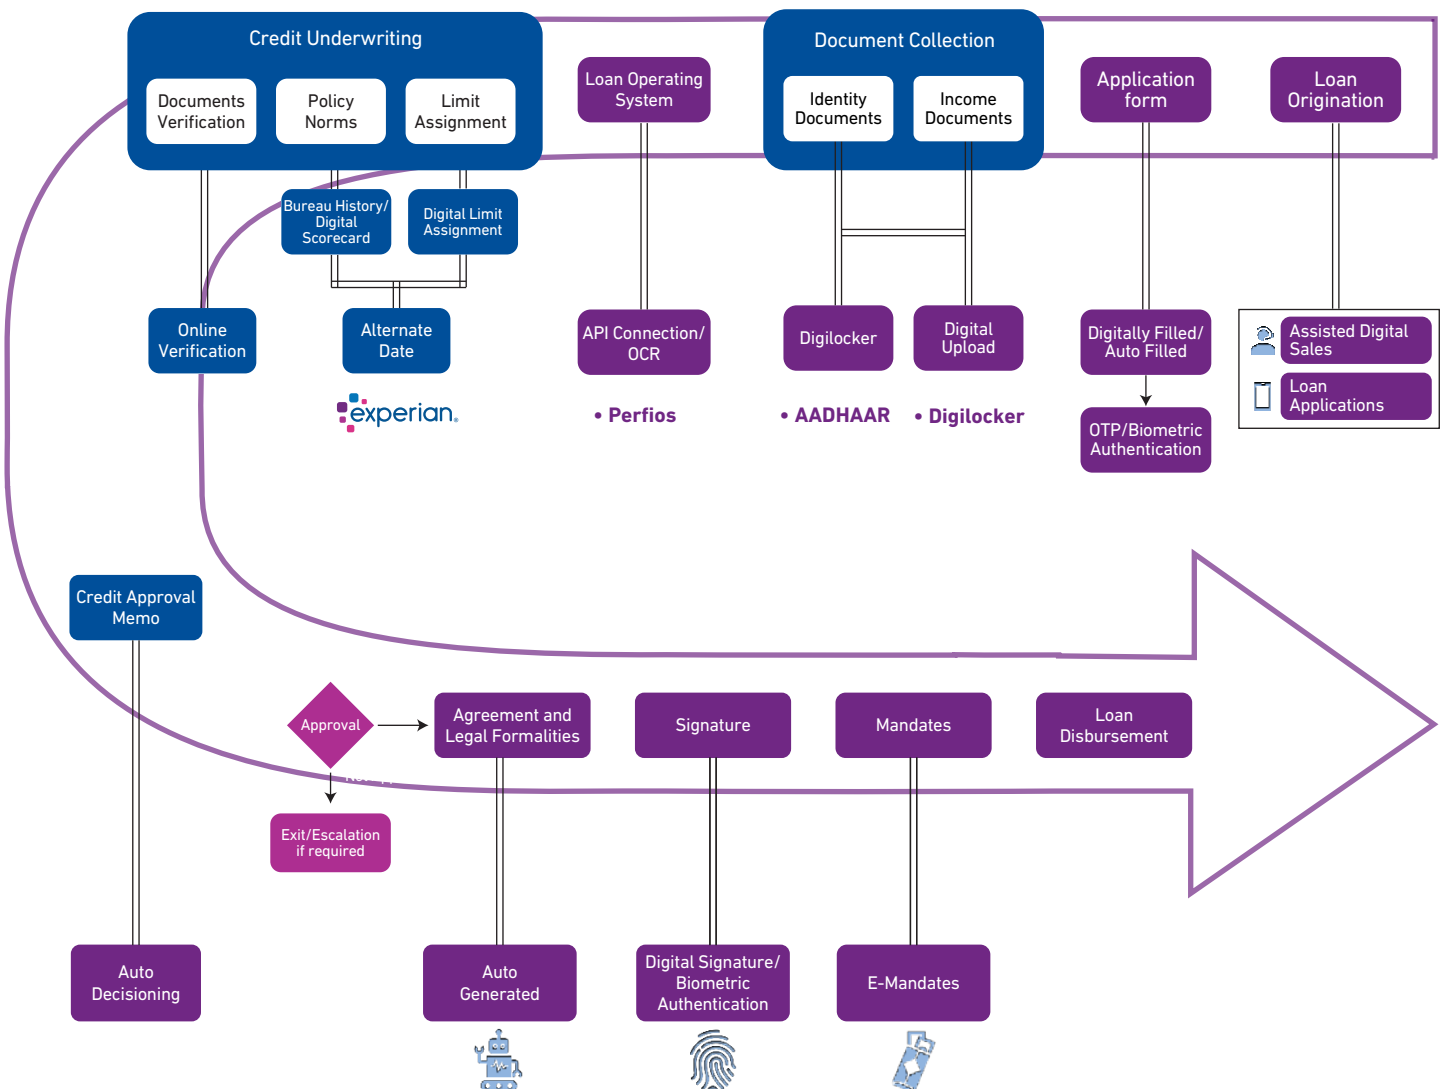 Credit Underwriting
Documents
Verification
Policy
Norms
Limit
Assignment
Loan Operating
System
Document Collection
Identity
Documents
Income
Documents
Application
form
Loan
Origination
Bureau History/
Digital
Scorecard
Digital Limit
Assignment
Online
Verification
Alternate
Date
API Connection/
OCR
Digilocker
Digital
Upload
Digitally Filled/
Auto Filled
Assisted Digital
Sales
Loan
Applications
experian.
• Perfios
• AADHAAR
• Digilocker
OTP/Biometric
Authentication
Credit Approval
Memo
Approval
Agreement and
Legal Formalities
Signature
Mandates
Loan
Disbursement
Exit/Escalation
if required
Auto
Decisioning
Auto
Generated
Digital Signature/
Biometric
Authentication
E-Mandates